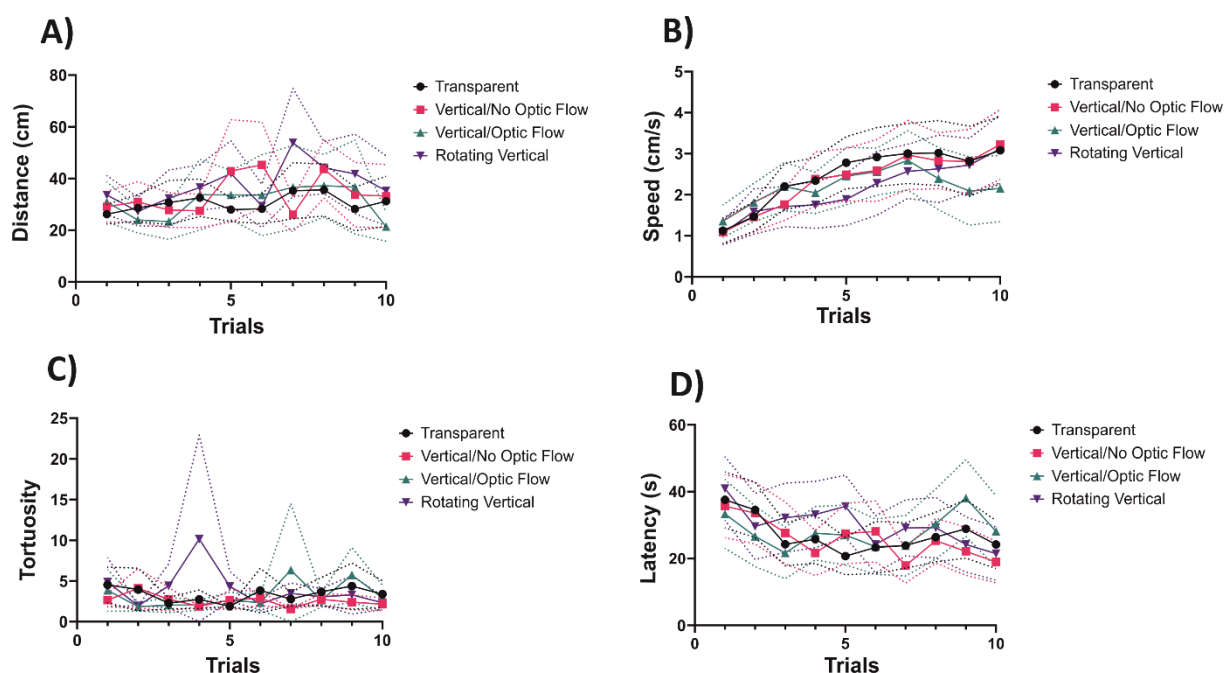 A)
80
60
40
20
0
Distance (cm)
0
5
10
Trials
Transparent
Vertical/No Optic Flow
Vertical/Optic Flow
Rotating Vertical
B)
5
4
3
2
1
0
Speed (cm/s)
0
5
10
Trials
Transparent
Vertical/No Optic Flow
Vertical/Optic Flow
Rotating Vertical
C)
25
20
15
10
5
0
Tortuosity
0
5
10
Trials
Transparent
Vertical/No Optic Flow
Vertical/Optic Flow
Rotating Vertical
D)
60
40
20
0
Latency (s)
0
5
10
Trials
Transparent
Vertical/No Optic Flow
Vertical/Optic Flow
Rotating Vertical